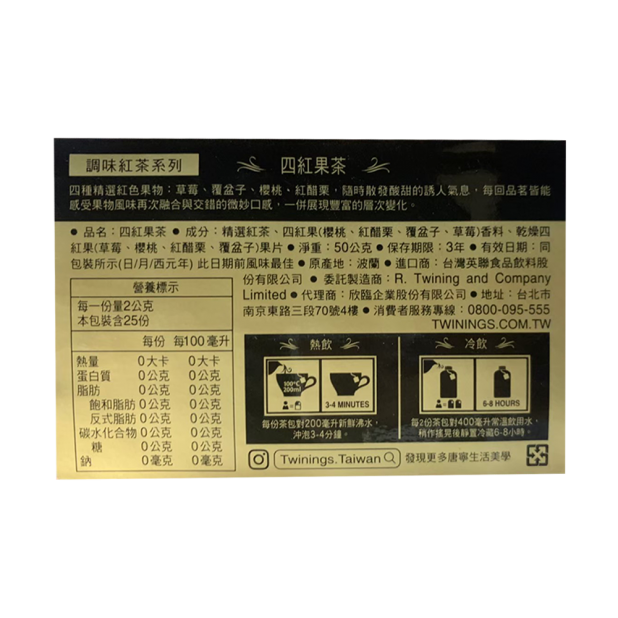 調味紅茶系列
四紅果茶
四種精選紅色果物：草莓、覆盆子、櫻桃、紅醋栗，隨時散發酸甜的誘人氣息，每回品茗皆能
感受果物風味再次融合與交錯的微妙口感，一併展現豐富的層次變化。
● 品名：四紅果茶 ● 成分：精選紅茶、四紅果(櫻桃、紅醋栗、覆盆子、草莓)香料、乾燥四
紅果(草莓、櫻桃、紅醋栗、覆盆子)果片 ● 淨重：50公克 ● 保存期限：3年 ● 有效日期：同
包裝所示(日/月/西元年) 此日期前風味最佳 ● 原產地：波蘭 ● 進口商：台灣英聯食品飲料股
份有限公司 ● 委託製造商：R. Twining and Company
Limited ● 代理商：欣臨企業股份有限公司 ● 地址：台北市
南京東路三段70號4樓 ● 消費者服務專線：0800-095-555
TWININGS.COM.TW
營養標示
每一份量2公克
本包裝含25份
每份 每100毫升
熱量 0大卡 0大卡
蛋白質 0公克 0公克
脂肪 0公克 0公克
飽和脂肪 0公克 0公克
反式脂肪 0公克 0公克
碳水化合物 0公克 0公克
糖 0公克 0公克
鈉 0毫克 0毫克
熱飲
100°C
200ml
3-4 MINUTES
每份茶包對200毫升新鮮沸水，
沖泡3-4分鐘。
冷飲
6-8 HOURS
每2份茶包對400毫升常溫飲用水，
稍作搖晃後靜置冷藏6-8小時。
Twinings.Taiwan
發現更多唐寧生活美學